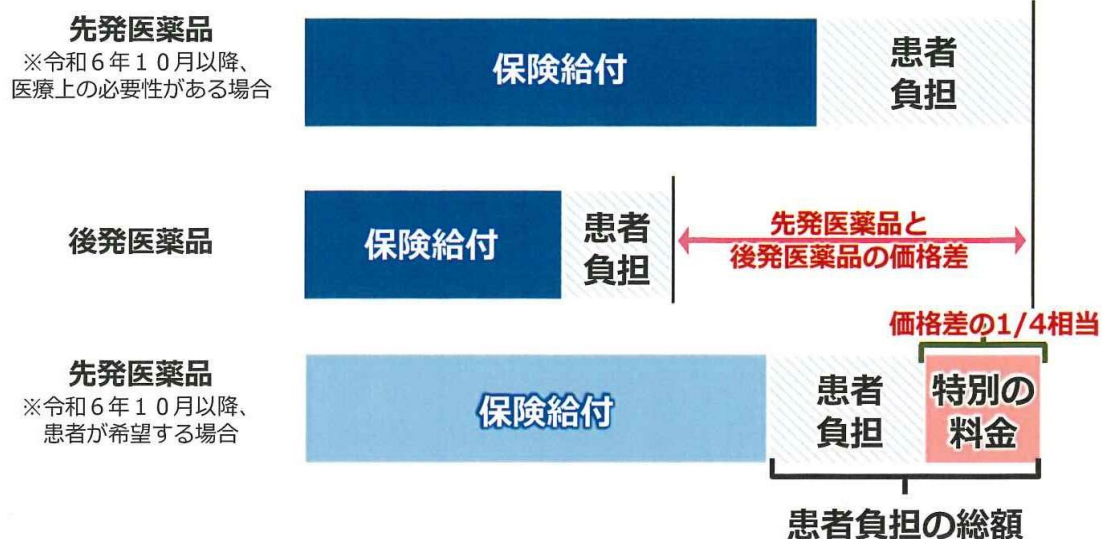 先発医薬品
※令和6年10月以降、
医療上の必要性がある場合
保険給付
患者
負担
後発医薬品
保険給付
患者
負担
先発医薬品と
後発医薬品の価格差
価格差の1/4相当
先発医薬品
※令和6年10月以降、
患者が希望する場合
保険給付
患者
負担
特別の
料金
患者負担の総額